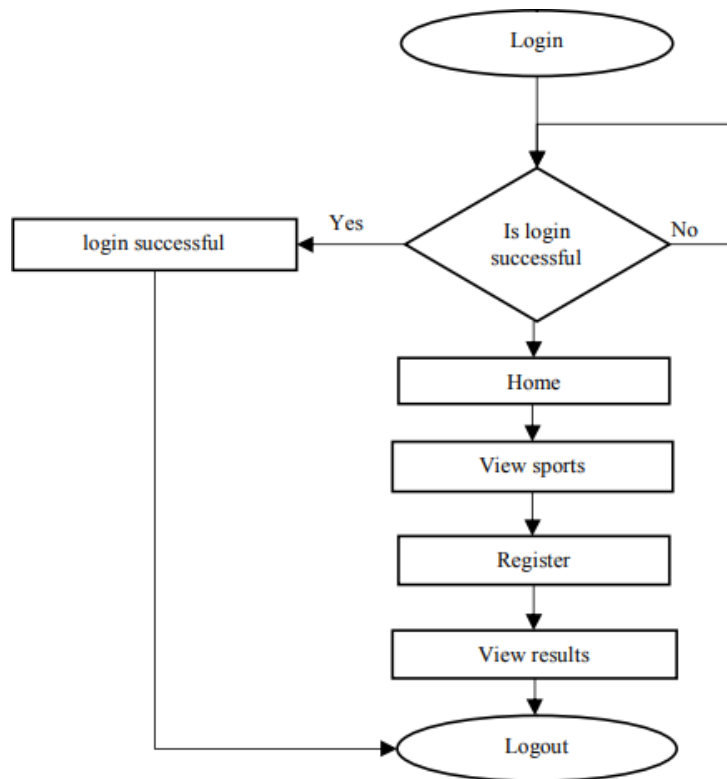 Login
Yes
login successful
Is login
successful
No
Home
View sports
Register
View results
Logout